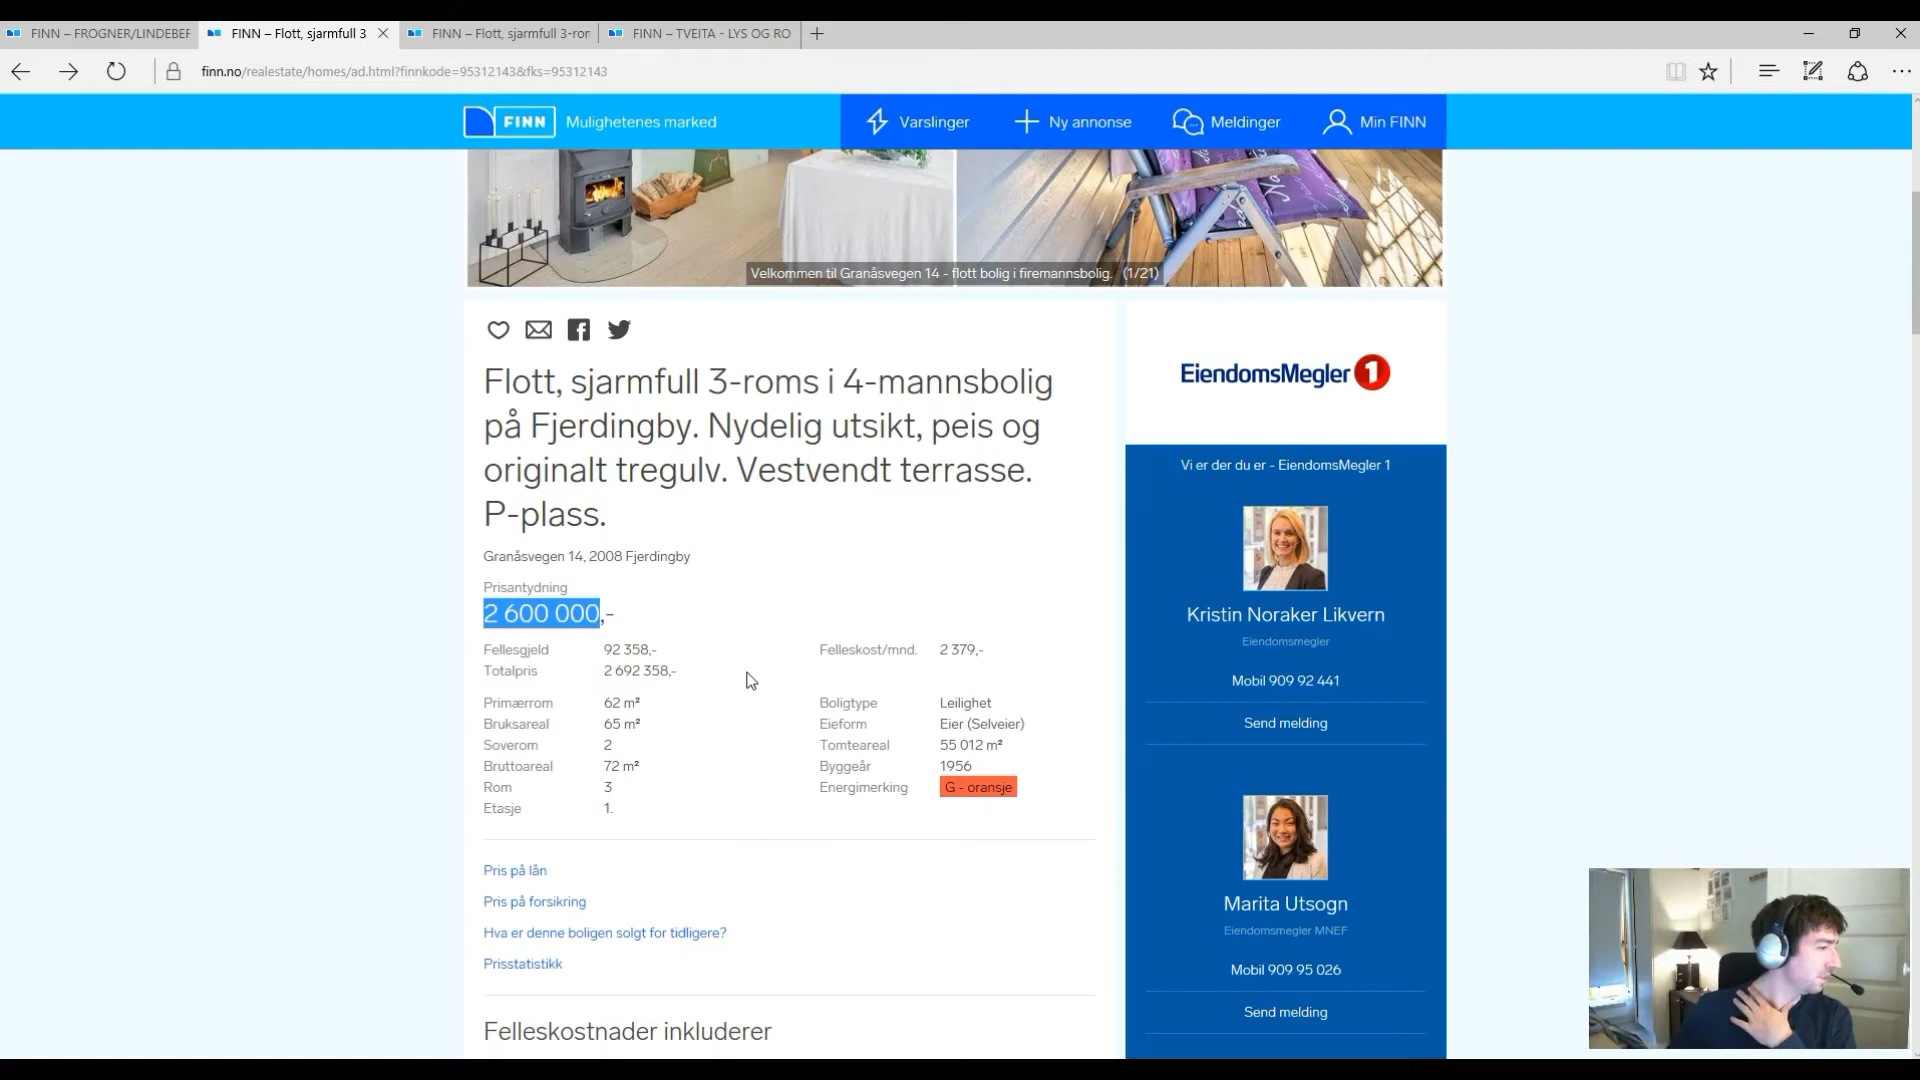 FINN – FROGNER/LINDEBEF
FINN – Flott, sjarmfull 3
FINN – Flott, sjarmfull 3-ror
FINN – TVEITA - LYS OG RO
finn.no/realestate/homes/ad.html?finnkode=95312143&fks=95312143
FINN
Mulighetenes marked
Varslinger
Ny annonse
Meldinger
Min FINN
Velkommen til Granåsvegen 14 - flott bolig i firemannsbolig. (1/21)
Flott, sjarmfull 3-roms i 4-mannsbolig
på Fjerdingby. Nydelig utsikt, peis og
originalt tregulv. Vestvendt terrasse.
P-plass.
Granåsvegen 14, 2008 Fjerdingby
Prisantydning
2 600 000,-
Fellesgjeld 92 358,- Felleskost/mnd. 2 379,-
Totalpris 2 692 358,-
Primærrom 62 m² Boligtype Leilighet
Bruksareal 65 m² Eieform Eier (Selveier)
Soverom 2 Tomteareal 55 012 m²
Bruttoareal 72 m² Byggeår 1956
Rom 3 Energimerking G - oransje
Etasje 1.
Pris på lån
Pris på forsikring
Hva er denne boligen solgt for tidligere?
Prisstatistikk
Felleskostnader inkluderer
EiendomsMegler 1
Vi er der du er - EiendomsMegler 1
Kristin Noraker Likvern
Eiendomsmegler
Mobil 909 92 441
Send melding
Marita Utsogn
Eiendomsmegler MNEF
Mobil 909 95 026
Send melding